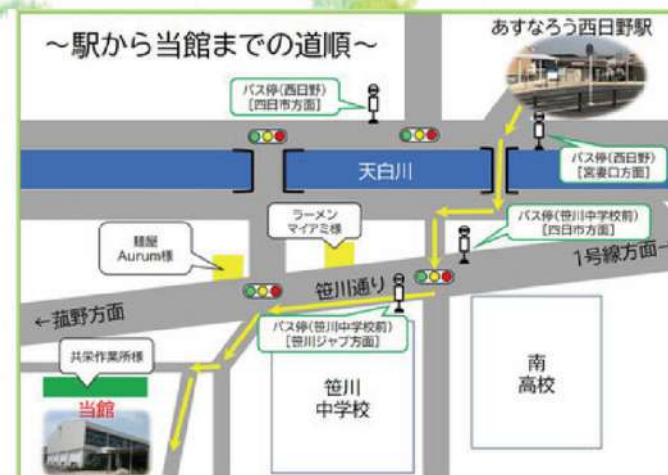 ～駅から当館までの道順～
あすなろう西日野駅
バス停(西日野)
[四日市方面]
バス停(西日野)
[宮妻口方面]
天白川
ラーメン
マイアミ様
バス停(笹川中学校前)
[四日市方面]
麺屋
Aurum様
1号線方面→
笹川通り
←菰野方面
バス停(笹川中学校前)
[笹川ジャブ方面]
共栄作業所様
当館
笹川
中学校
南
高校